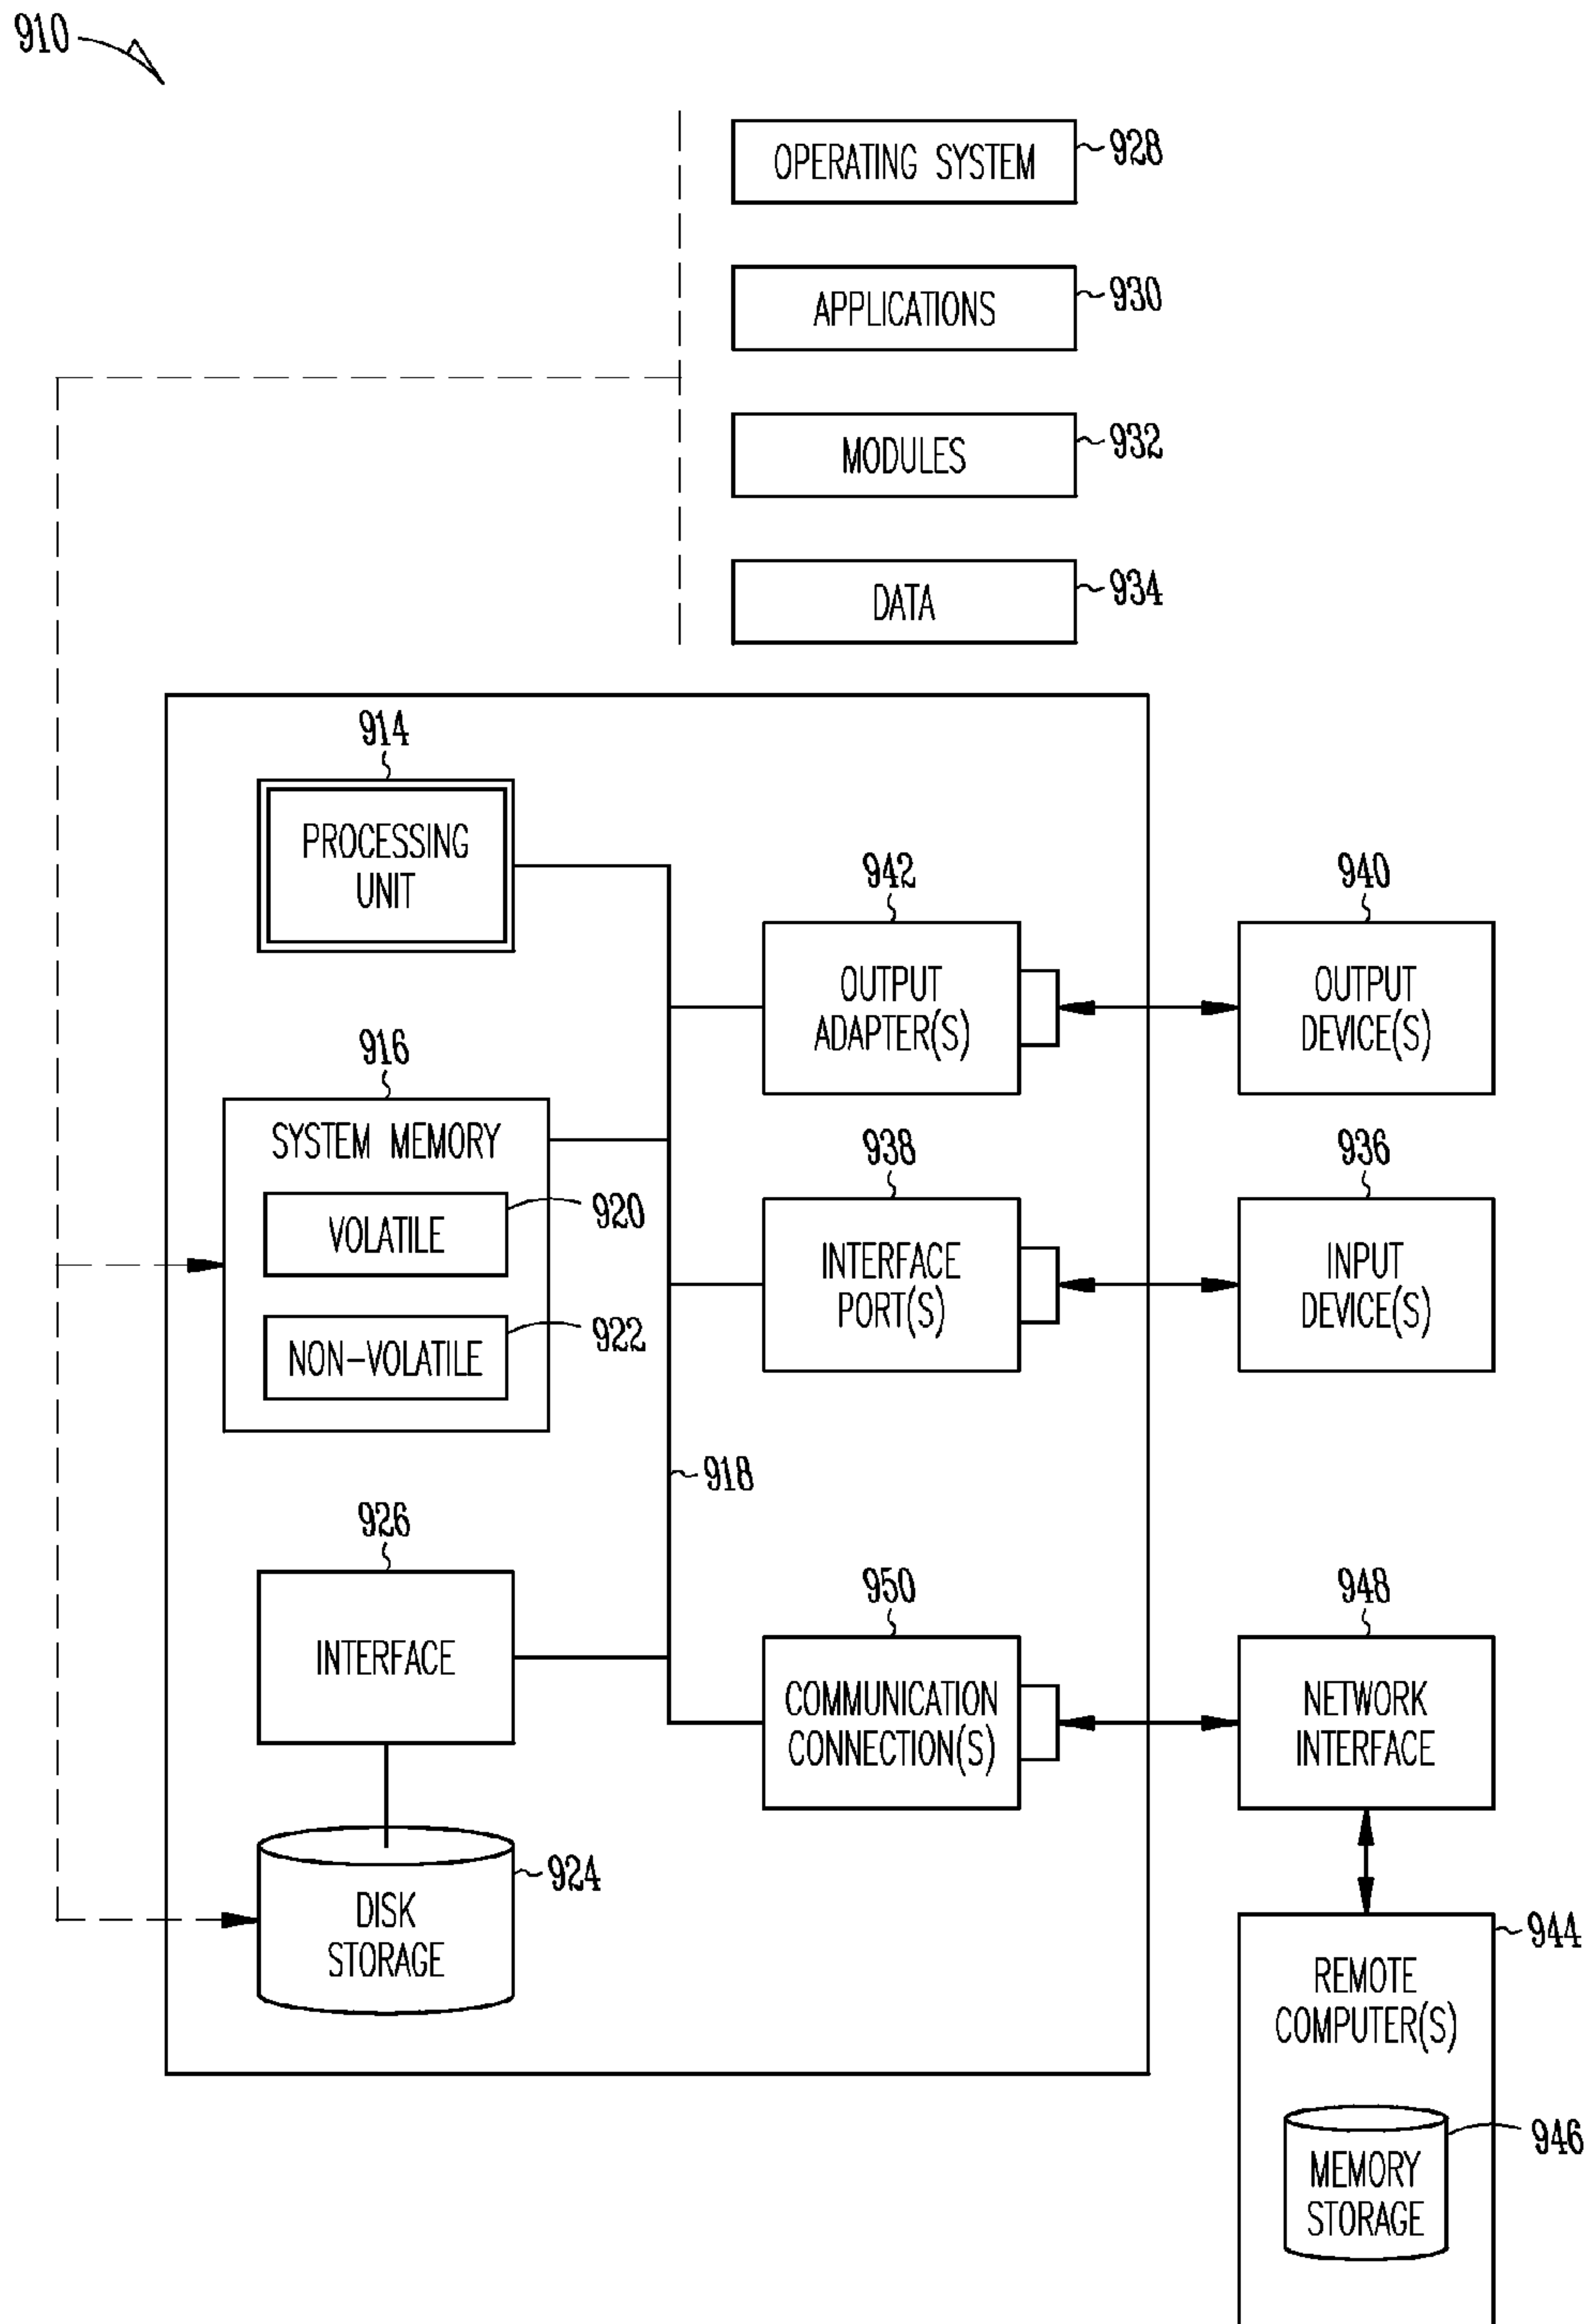 910
OPERATING SYSTEM
928
APPLICATIONS
930
MODULES
932
DATA
934
914
PROCESSING
UNIT
942
OUTPUT
ADAPTER(S)
940
OUTPUT
DEVICE(S)
916
SYSTEM MEMORY
VOLATILE
920
NON-VOLATILE
922
938
INTERFACE
PORT(S)
936
INPUT
DEVICE(S)
918
926
INTERFACE
950
COMMUNICATION
CONNECTION(S)
948
NETWORK
INTERFACE
924
DISK
STORAGE
944
REMOTE
COMPUTER(S)
946
MEMORY
STORAGE